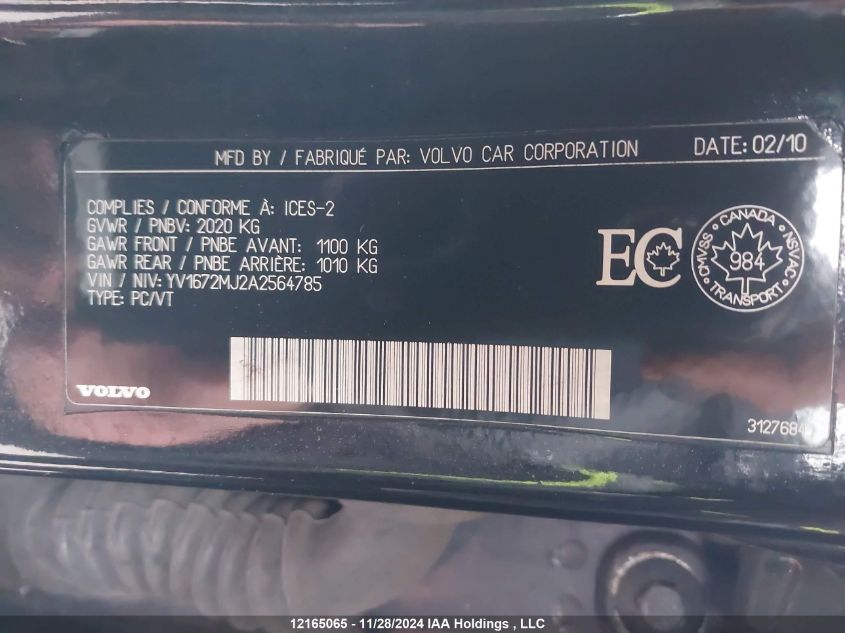 MFD BY / FABRIQUÉ PAR: VOLVO CAR CORPORATION DATE: 02/10
COMPLIES / CONFORME À: ICES-2
GVWR / PNBV: 2020 KG
GAWR FRONT / PNBE AVANT: 1100 KG
GAWR REAR / PNBE ARRIÈRE: 1010 KG
VIN / NIV: YV1672MJ2A2564785
TYPE: PC/VT
EC
CANADA
CMVSS 984 NSVAC
TRANSPORT
VOLVO
3127684
12165065 - 11/28/2024 IAA Holdings , LLC